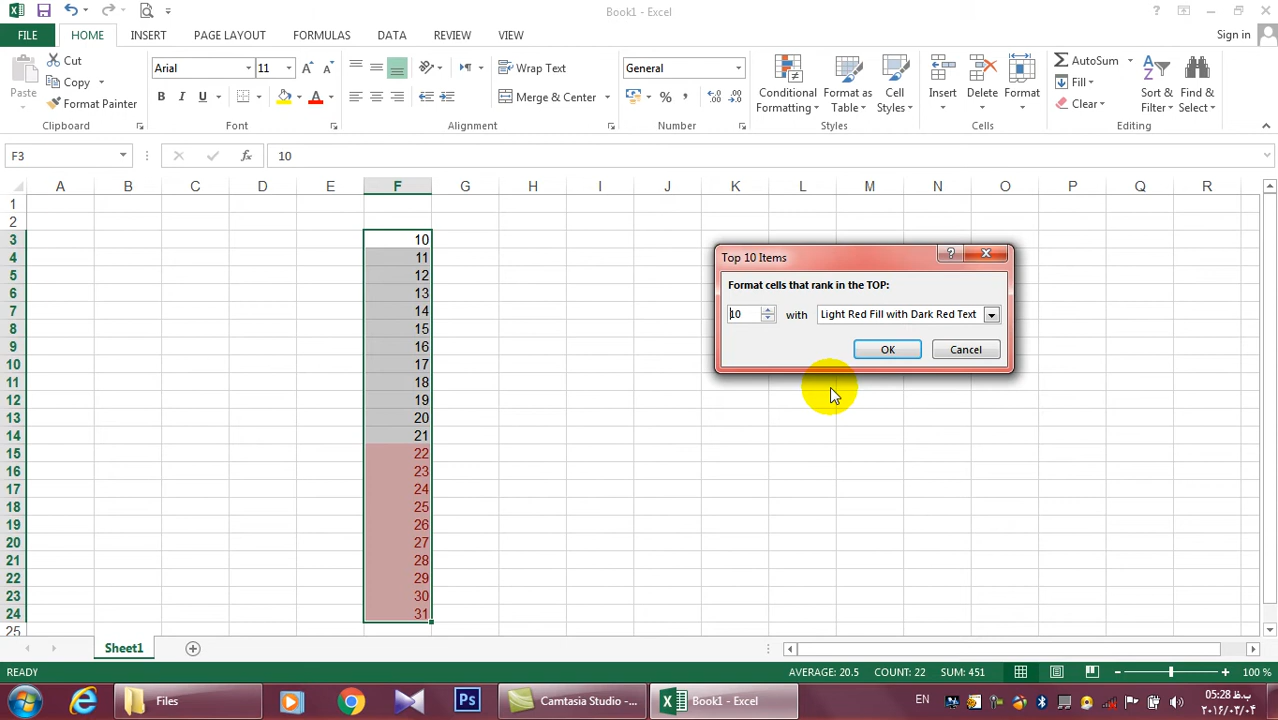 Book1 - Excel
FILE HOME INSERT PAGE LAYOUT FORMULAS DATA REVIEW VIEW Sign in
Paste
Cut
Copy
Format Painter
Clipboard
Arial 11
B I U A
Font
Wrap Text
Merge & Center
Alignment
General
% ,
Number
Conditional Formatting
Format as Table
Cell Styles
Styles
Insert Delete Format
Cells
AutoSum
Fill
Clear
Sort & Filter
Find & Select
Editing
F3 fx 10
A B C D E F G H I J K L M N O P Q R
1
2
3 10
4 11
5 12
6 13
7 14
8 15
9 16
10 17
11 18
12 19
13 20
14 21
15 22
16 23
17 24
18 25
19 26
20 27
21 28
22 29
23 30
24 31
25
Top 10 Items
Format cells that rank in the TOP:
10 with Light Red Fill with Dark Red Text
OK Cancel
Sheet1
READY AVERAGE: 20.5 COUNT: 22 SUM: 451 100 %
Files Ps Camtasia Studio - ... Book1 - Excel EN
05:28 ب.ظ
۲۰۱۶/۰۳/۰۴